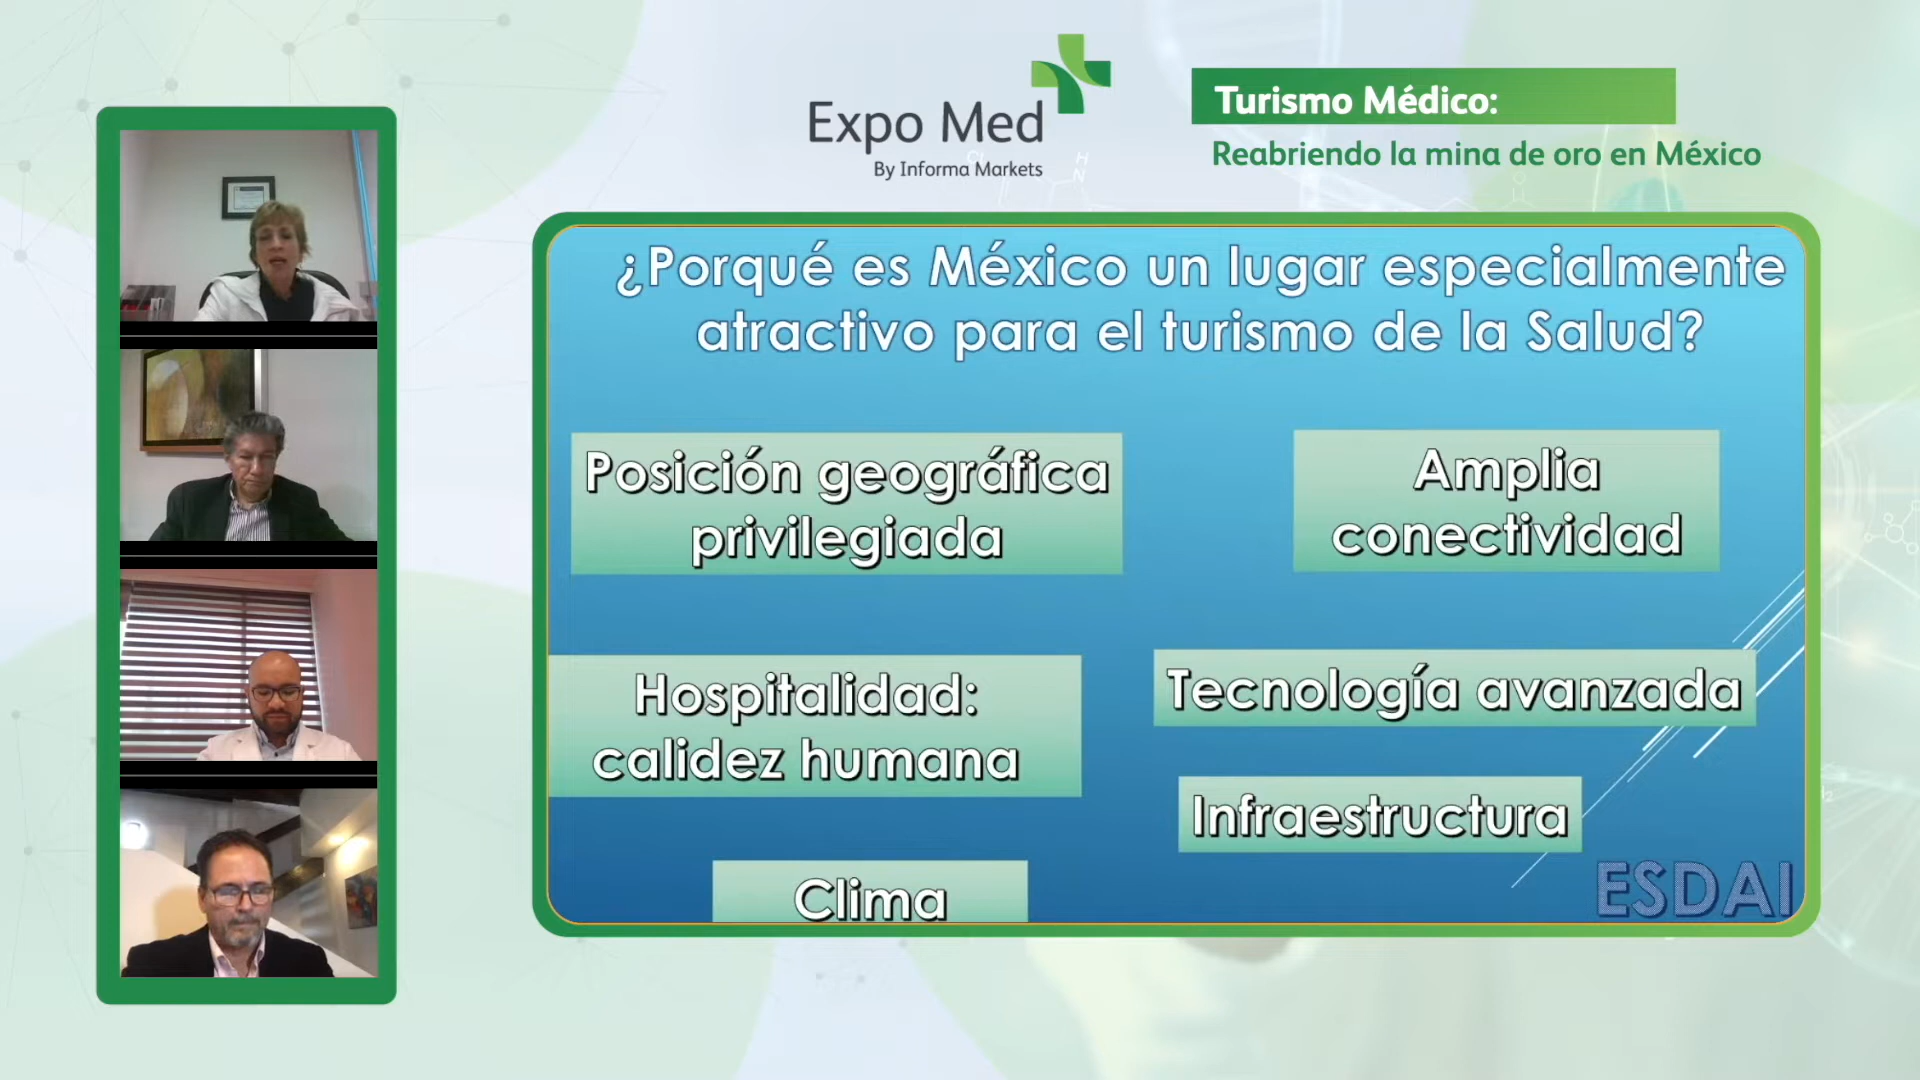 Expo Med
By Informa Markets
Turismo Médico:
Reabriendo la mina de oro en México
¿Porqué es México un lugar especialmente
atractivo para el turismo de la Salud?
Posición geográfica
privilegiada
Amplia
conectividad
Hospitalidad:
calidez humana
Tecnología avanzada
Infraestructura
Clima
ESDAI